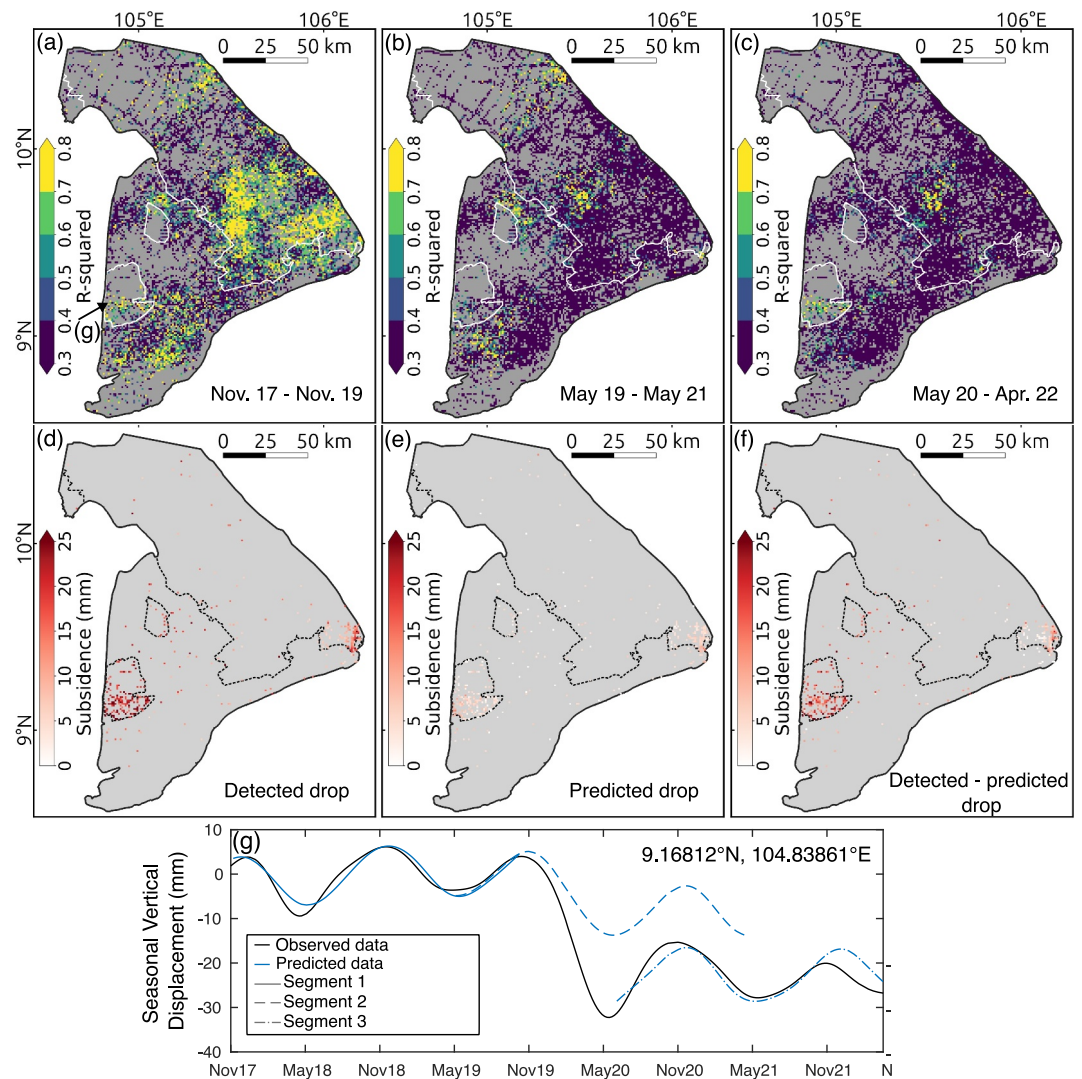 105°E 106°E 105°E 106°E 105°E 106°E
(a) 0 25 50 km
(b) 0 25 50 km
(c) 0 25 50 km
10°N
9°N
0.8
0.7
0.6
0.5
0.4
0.3
R-squared
(g)
Nov. 17 - Nov. 19
0.8
0.7
0.6
0.5
0.4
0.3
R-squared
May 19 - May 21
0.8
0.7
0.6
0.5
0.4
0.3
R-squared
May 20 - Apr. 22
(d) 0 25 50 km
(e) 0 25 50 km
(f) 0 25 50 km
10°N
9°N
25
20
15
10
5
0
Subsidence (mm)
Detected drop
25
20
15
10
5
0
Subsidence (mm)
Predicted drop
25
20
15
10
5
0
Subsidence (mm)
Detected - predicted
drop
(g)
9.16812°N, 104.83861°E
Seasonal Vertical
Displacement (mm)
10
0
-10
-20
-30
-40
Observed data
Predicted data
Segment 1
Segment 2
Segment 3
Nov17 May18 Nov18 May19 Nov19 May20 Nov20 May21 Nov21 N